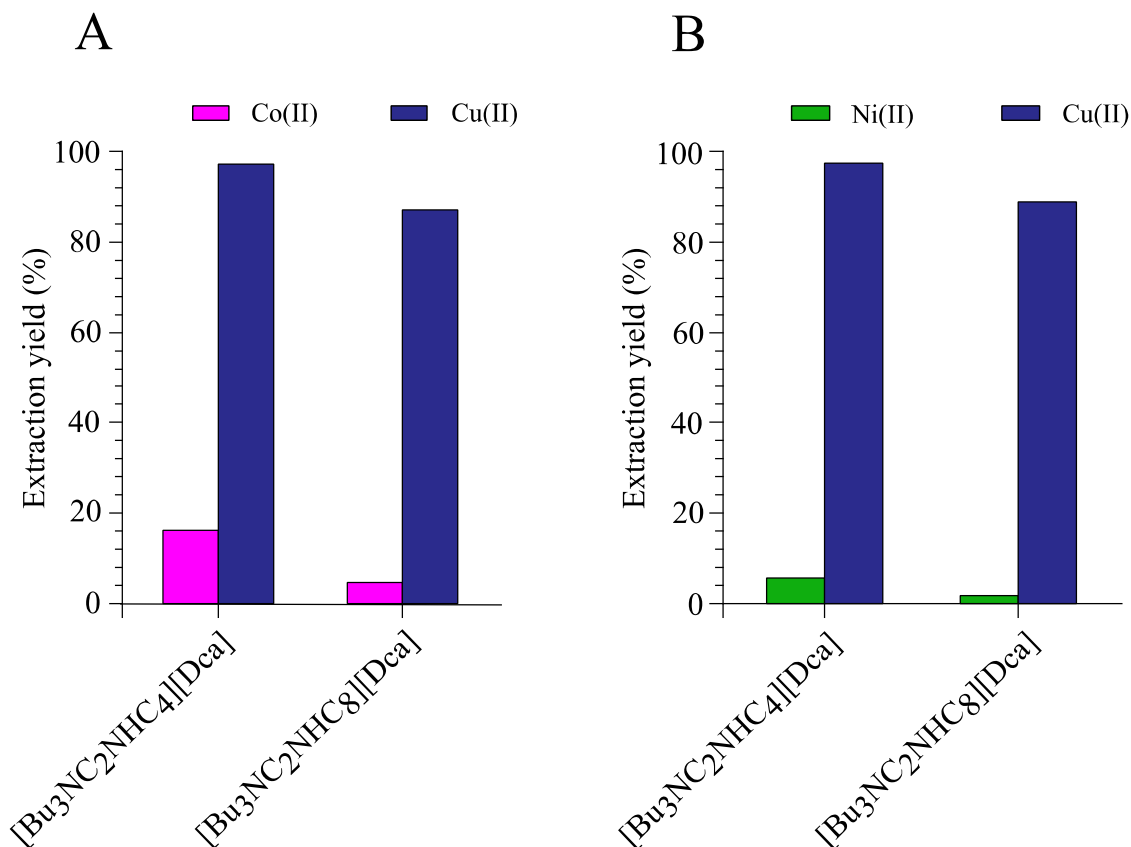 A
B
Co(II)
Cu(II)
Ni(II)
Cu(II)
Extraction yield (%)
100
80
60
40
20
0
[Bu3NC2NHC4][Dca]
[Bu3NC2NHC8][Dca]
Extraction yield (%)
100
80
60
40
20
0
[Bu3NC2NHC4][Dca]
[Bu3NC2NHC8][Dca]